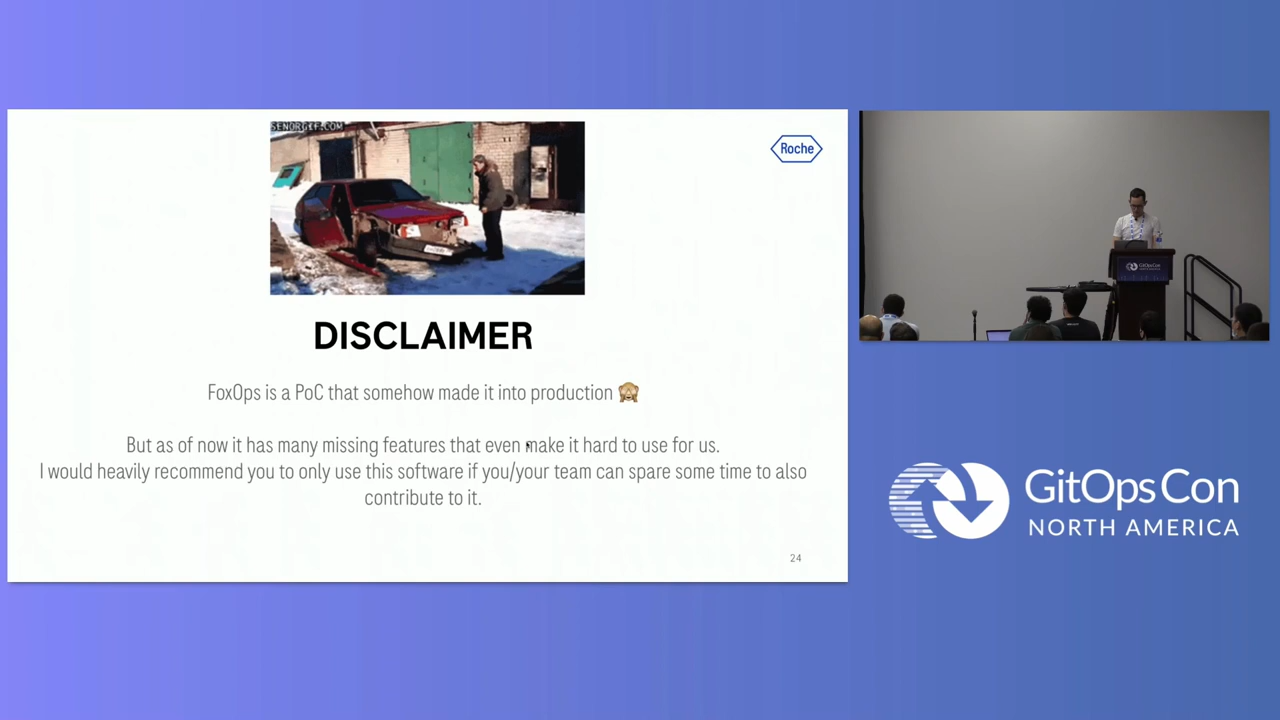 SENORGIF.COM
Roche
DISCLAIMER
FoxOps is a PoC that somehow made it into production 🙈
But as of now it has many missing features that even make it hard to use for us.
I would heavily recommend you to only use this software if you/your team can spare some time to also
contribute to it.
24
GitOpsCon
GitOpsCon
NORTH AMERICA